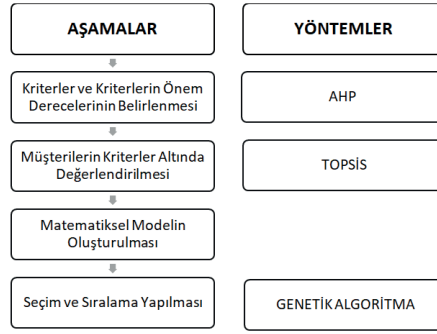 AŞAMALAR
YÖNTEMLER
Kriterler ve Kriterlerin Önem
Derecelerinin Belirlenmesi
AHP
Müşterilerin Kriterler Altında
Değerlendirilmesi
TOPSİS
Matematiksel Modelin
Oluşturulması
Seçim ve Sıralama Yapılması
GENETİK ALGORİTMA